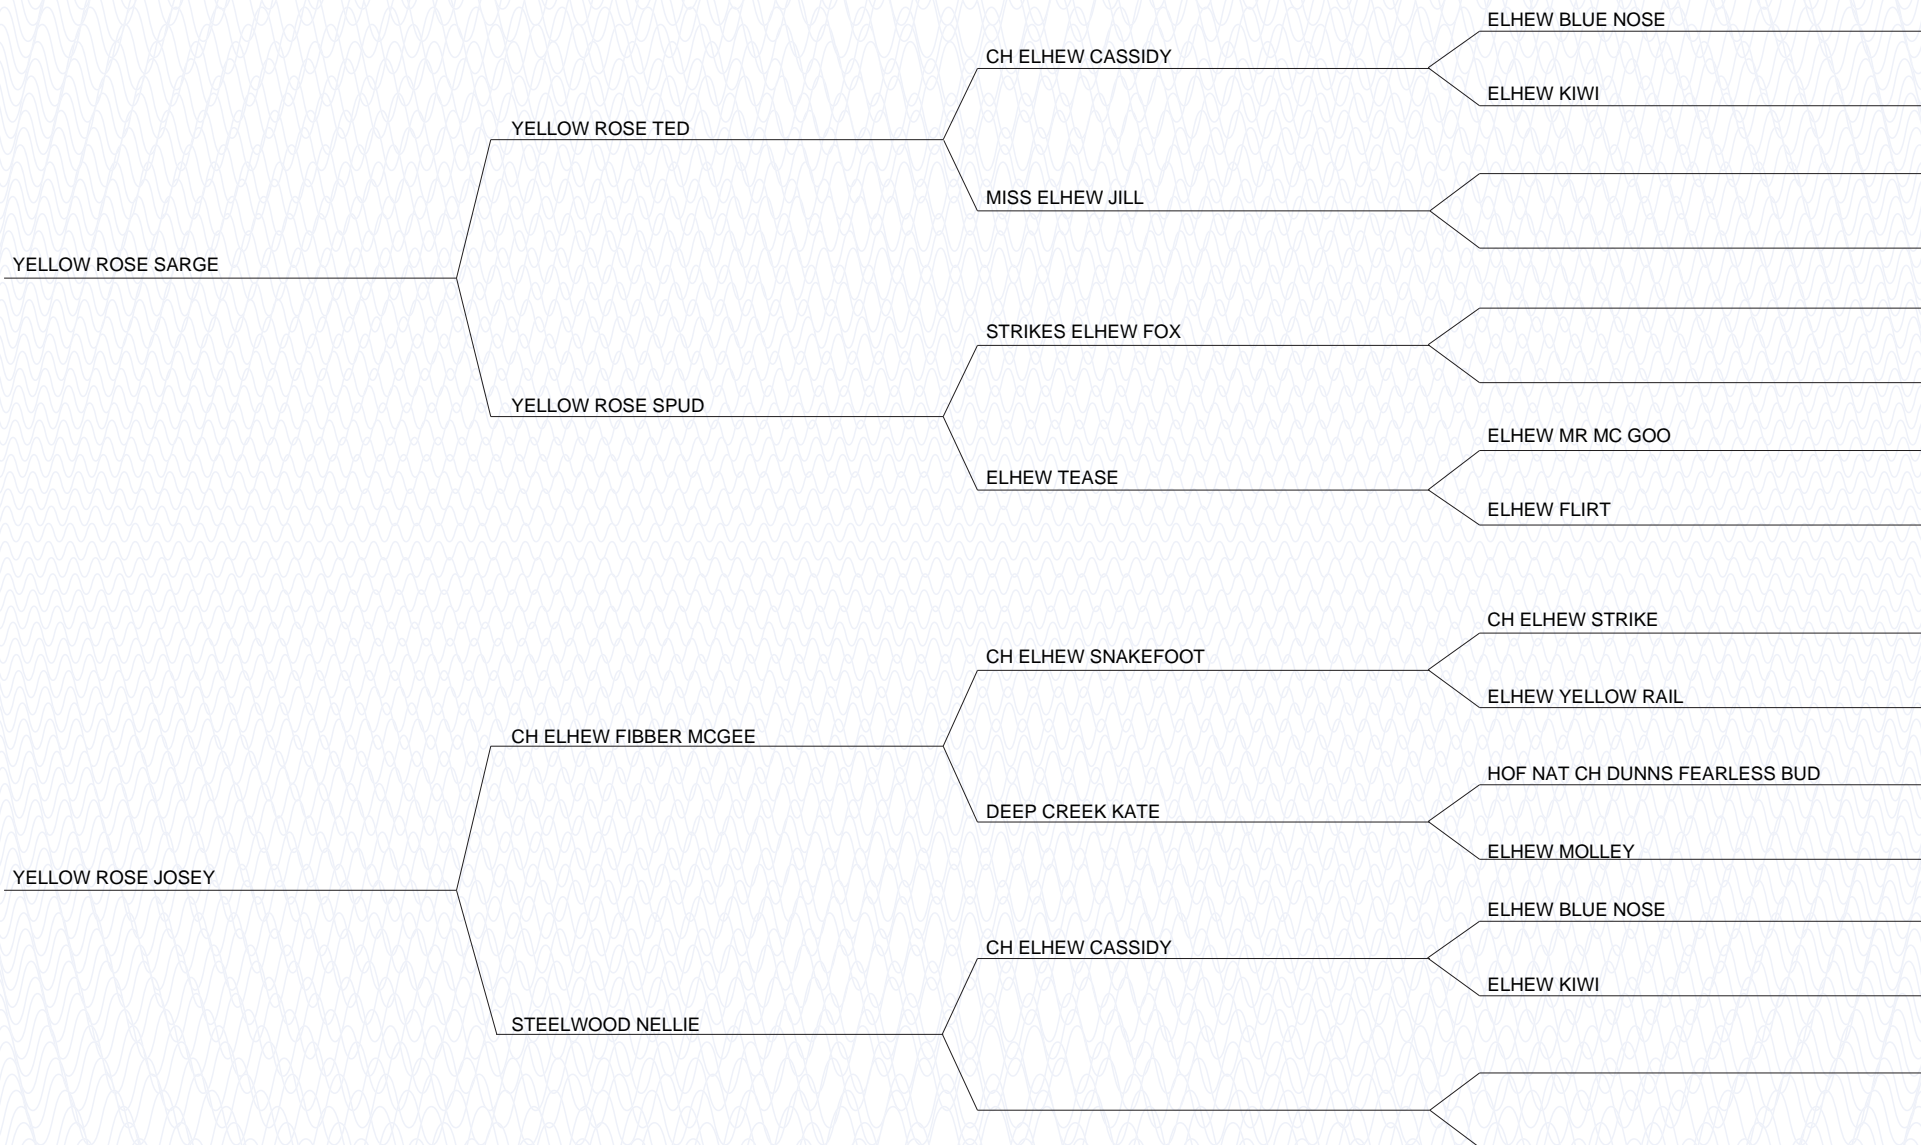 ELHEW BLUE NOSE
CH ELHEW CASSIDY
ELHEW KIWI
YELLOW ROSE TED
MISS ELHEW JILL
YELLOW ROSE SARGE
STRIKES ELHEW FOX
YELLOW ROSE SPUD
ELHEW MR MC GOO
ELHEW TEASE
ELHEW FLIRT
CH ELHEW STRIKE
CH ELHEW SNAKEFOOT
ELHEW YELLOW RAIL
CH ELHEW FIBBER MCGEE
HOF NAT CH DUNNS FEARLESS BUD
DEEP CREEK KATE
ELHEW MOLLEY
YELLOW ROSE JOSEY
ELHEW BLUE NOSE
CH ELHEW CASSIDY
ELHEW KIWI
STEELWOOD NELLIE